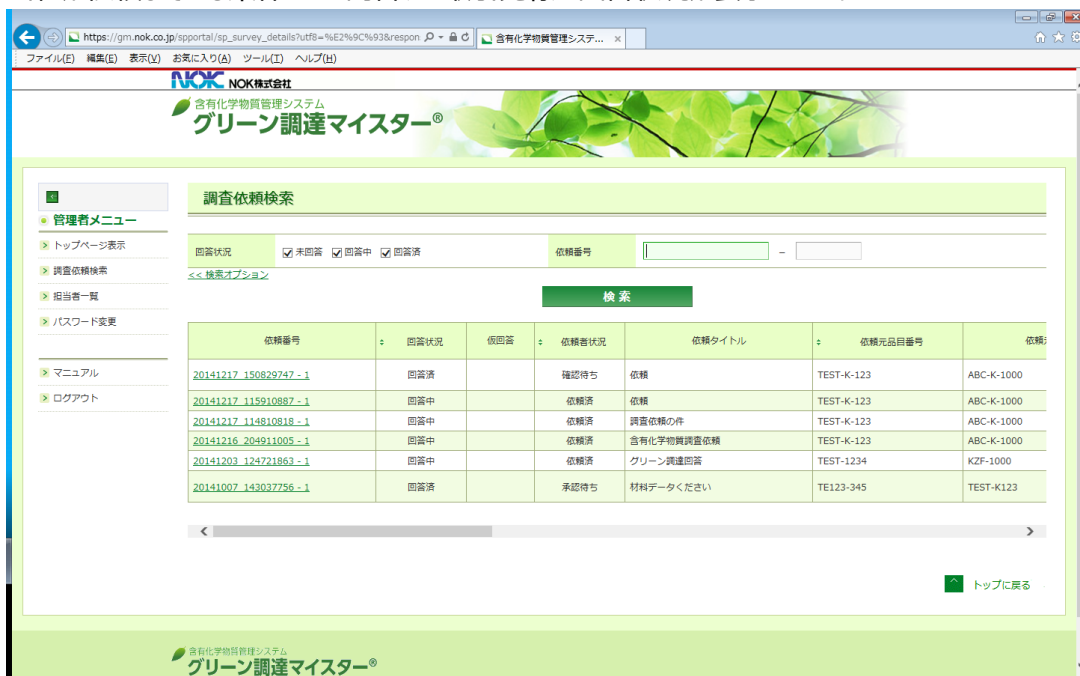 https://gm.nok.co.jp/spportal/sp_survey_details?utf8=%E2%9C%93&respon
含有化学物質管理システ... ×
ファイル(F) 編集(E) 表示(V) お気に入り(A) ツール(T) ヘルプ(H)
NOK NOK株式会社
含有化学物質管理システム
グリーン調達マイスター®
調査依頼検索
管理者メニュー
トップページ表示
調査依頼検索
担当者一覧
パスワード変更
マニュアル
ログアウト
回答状況 未回答 回答中 回答済 依頼番号 –
<< 検索オプション
検 索
依頼番号 回答状況 仮回答 依頼者状況 依頼タイトル 依頼元品目番号
20141217_150829747 - 1 回答済 確認待ち 依頼 TEST-K-123 ABC-K-1000
20141217_115910887 - 1 回答中 依頼済 依頼 TEST-K-123 ABC-K-1000
20141217_114810818 - 1 回答中 依頼済 調査依頼の件 TEST-K-123 ABC-K-1000
20141216_204911005 - 1 回答中 依頼済 含有化学物質調査依頼 TEST-K-123 ABC-K-1000
20141203_124721863 - 1 回答中 依頼済 グリーン調達回答 TEST-1234 KZF-1000
20141007_143037756 - 1 回答済 承認待ち 材料データください TE123-345 TEST-K123
トップに戻る
含有化学物質管理システム
グリーン調達マイスター®